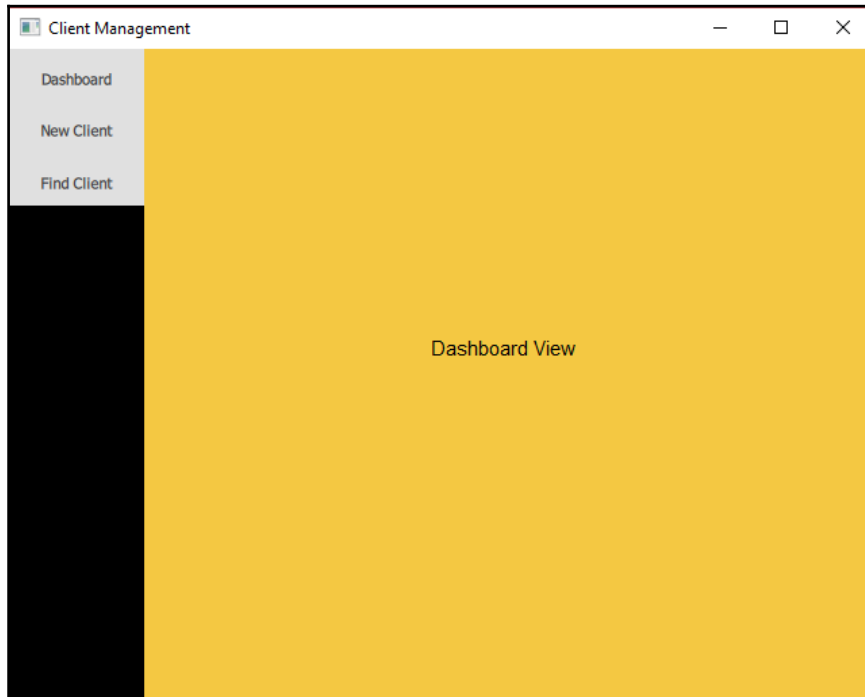 Client Management
Dashboard
New Client
Find Client
Dashboard View